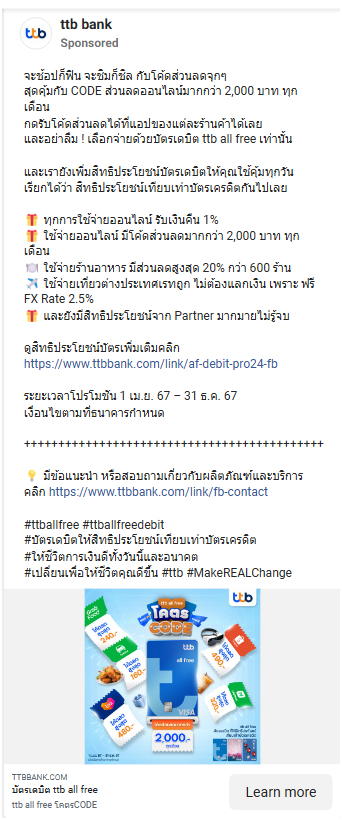 ttb bank
Sponsored
จะช้อปก็ฟิน จะชิมก็ชิล กับโค้ดส่วนลดจุกๆ
สุดคุ้มกับ CODE ส่วนลดออนไลน์มากกว่า 2,000 บาท ทุก
เดือน
กดรับโค้ดส่วนลดได้ที่แอปของแต่ละร้านค้าได้เลย
และอย่าลืม ! เลือกจ่ายด้วยบัตรเดบิต ttb all free เท่านั้น
และเรายังเพิ่มสิทธิประโยชน์บัตรเดบิตให้คุณใช้คุ้มทุกวัน
เรียกได้ว่า สิทธิประโยชน์เทียบเท่าบัตรเครดิตกันไปเลย
🎁 ทุกการใช้จ่ายออนไลน์ รับเงินคืน 1%
🎁 ใช้จ่ายออนไลน์ มีโค้ดส่วนลดมากกว่า 2,000 บาท ทุก
เดือน
🍽️ ใช้จ่ายร้านอาหาร มีส่วนลดสูงสุด 20% กว่า 600 ร้าน
✈️ ใช้จ่ายเที่ยวต่างประเทศเรทถูก ไม่ต้องแลกเงิน เพราะ ฟรี
FX Rate 2.5%
🎁 และยังมีสิทธิประโยชน์จาก Partner มากมายไม่รู้จบ
ดูสิทธิประโยชน์บัตรเพิ่มเติมคลิก
https://www.ttbbank.com/link/af-debit-pro24-fb
ระยะเวลาโปรโมชัน 1 เม.ย. 67 – 31 ธ.ค. 67
เงื่อนไขตามที่ธนาคารกำหนด
++++++++++++++++++++++++++++++++++++++++++++
💡 มีข้อแนะนำ หรือสอบถามเกี่ยวกับผลิตภัณฑ์และบริการ
คลิก https://www.ttbbank.com/link/fb-contact
#ttballfree #ttballfreedebit
#บัตรเดบิตให้สิทธิประโยชน์เทียบเท่าบัตรเครดิต
#ให้ชีวิตการเงินดีทั้งวันนี้และอนาคต
#เปลี่ยนเพื่อให้ชีวิตคุณดีขึ้น #ttb #MakeREALChange
ttb
ttb all free
โคตร
CODE
Grab
Food
240.-
160.-
490.-
480.-
ttb
all free
VISA
2,000.-
TTBBANK.COM
บัตรเดบิต ttb all free
ttb all free โคตรCODE
Learn more